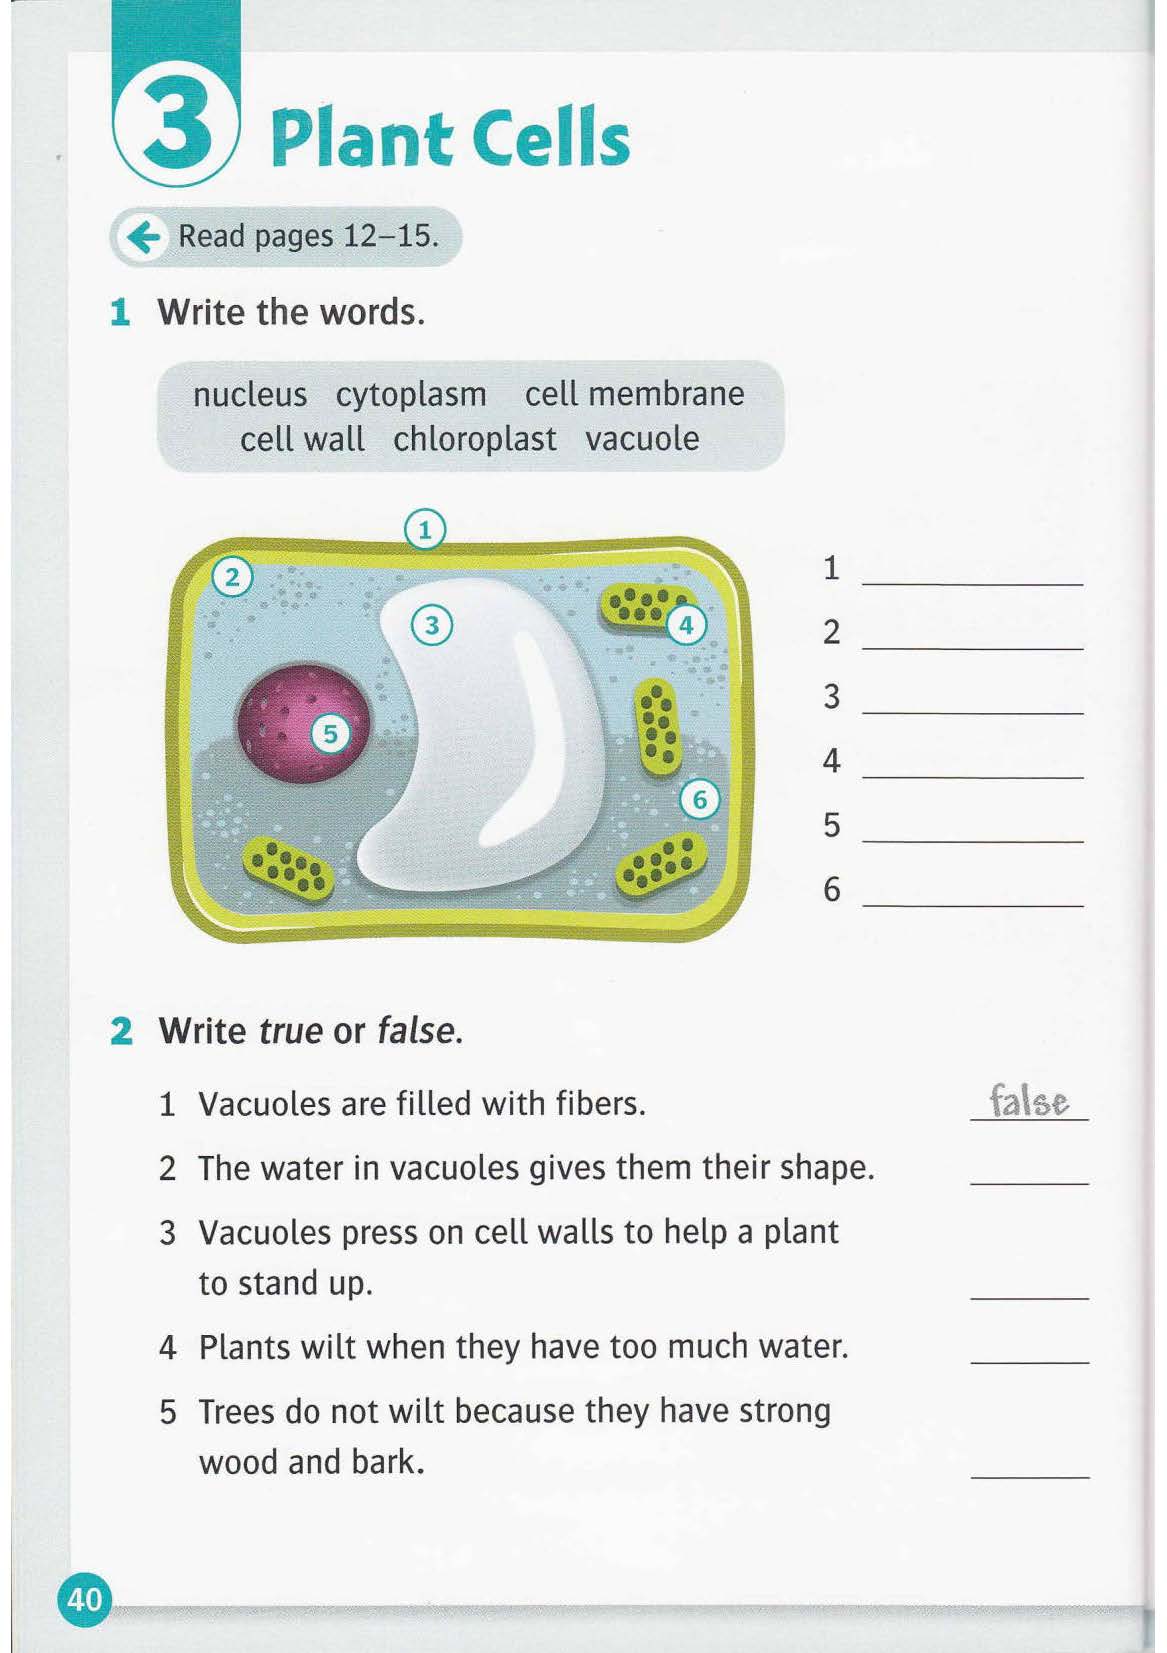 3 Plant Cells
Read pages 12–15.
1 Write the words.
nucleus cytoplasm cell membrane
cell wall chloroplast vacuole
1
2
3
4
5
6
1 ____________
2 ____________
3 ____________
4 ____________
5 ____________
6 ____________
2 Write true or false.
1 Vacuoles are filled with fibers. false
2 The water in vacuoles gives them their shape. ______
3 Vacuoles press on cell walls to help a plant
to stand up. ______
4 Plants wilt when they have too much water. ______
5 Trees do not wilt because they have strong
wood and bark. ______
40